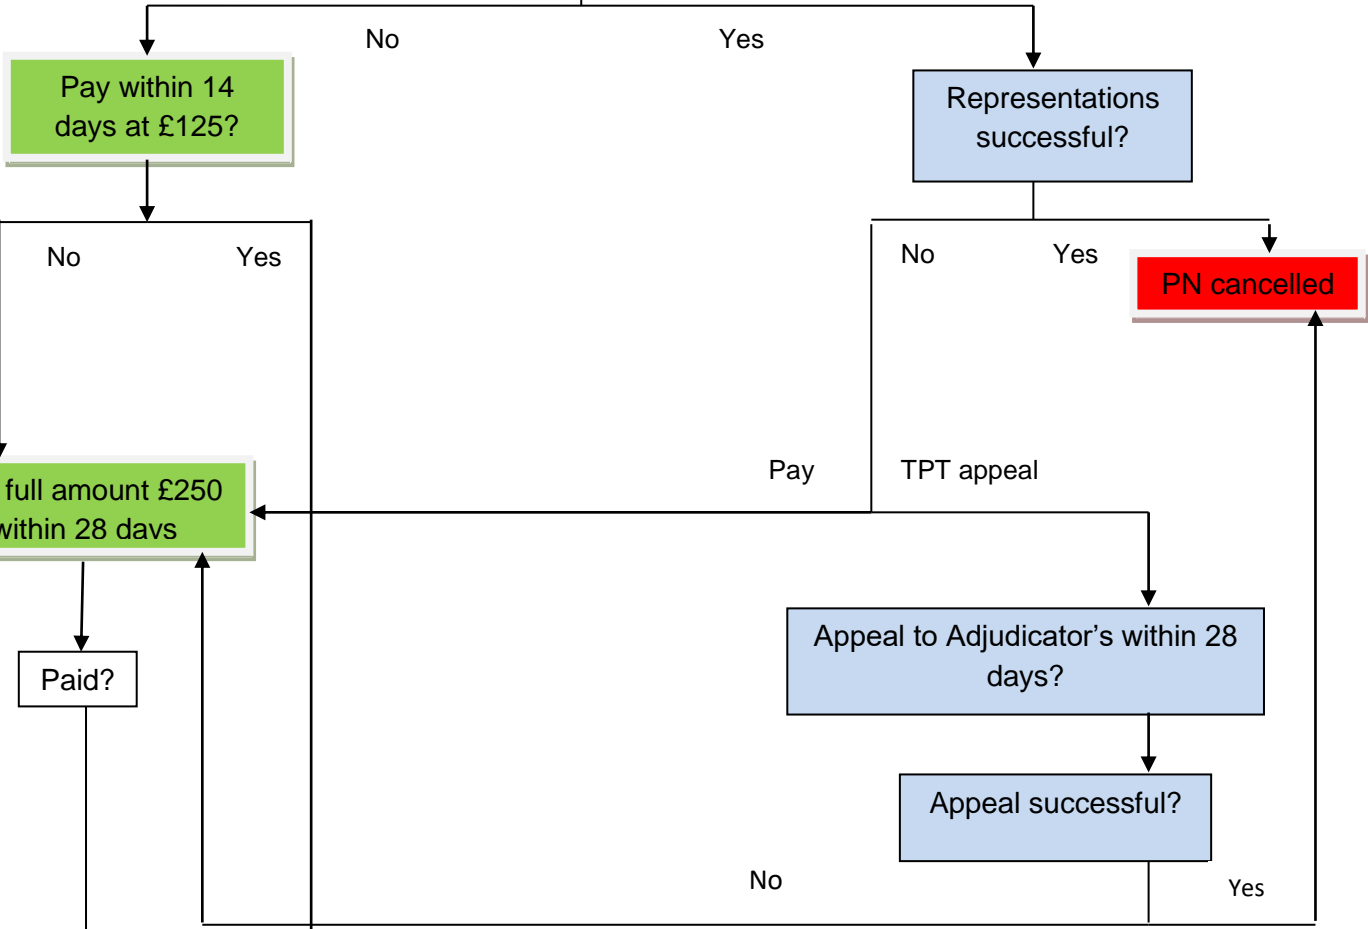 No
Yes
Pay within 14
days at £125?
Representations
successful?
No
Yes
No
Yes
PN cancelled
Pay
TPT appeal
full amount £250
within 28 days
Appeal to Adjudicator’s within 28
days?
Paid?
Appeal successful?
No
Yes